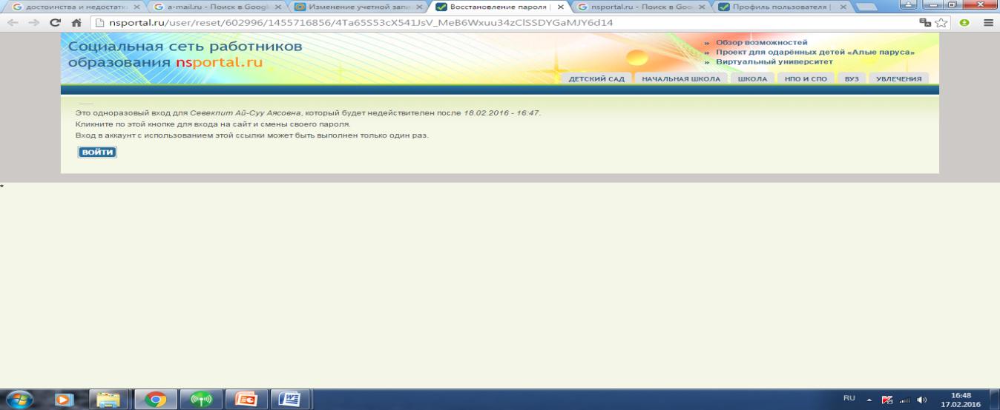 достоинства и недостатк
a-mail.ru - Поиск в Googl
Изменение учетной запи
Восстановление пароля |
nsportal.ru - Поиск в Goo
Профиль пользователя |
nsportal.ru/user/reset/602996/1455716856/4Ta65S53cX541JsV_MeB6Wxuu34zClSSDYGaMJY6d14
Социальная сеть работников
образования nsportal.ru
» Обзор возможностей
» Проект для одарённых детей «Алые паруса»
» Виртуальный университет
ДЕТСКИЙ САД НАЧАЛЬНАЯ ШКОЛА ШКОЛА НПО И СПО ВУЗ УВЛЕЧЕНИЯ
Это одноразовый вход для Севекпит Ай-Суу Аясовна, который будет недействителен после 18.02.2016 - 16:47.
Кликните по этой кнопке для входа на сайт и смены своего пароля.
Вход в аккаунт с использованием этой ссылки может быть выполнен только один раз.
ВОЙТИ
*
RU
16:48
17.02.2016